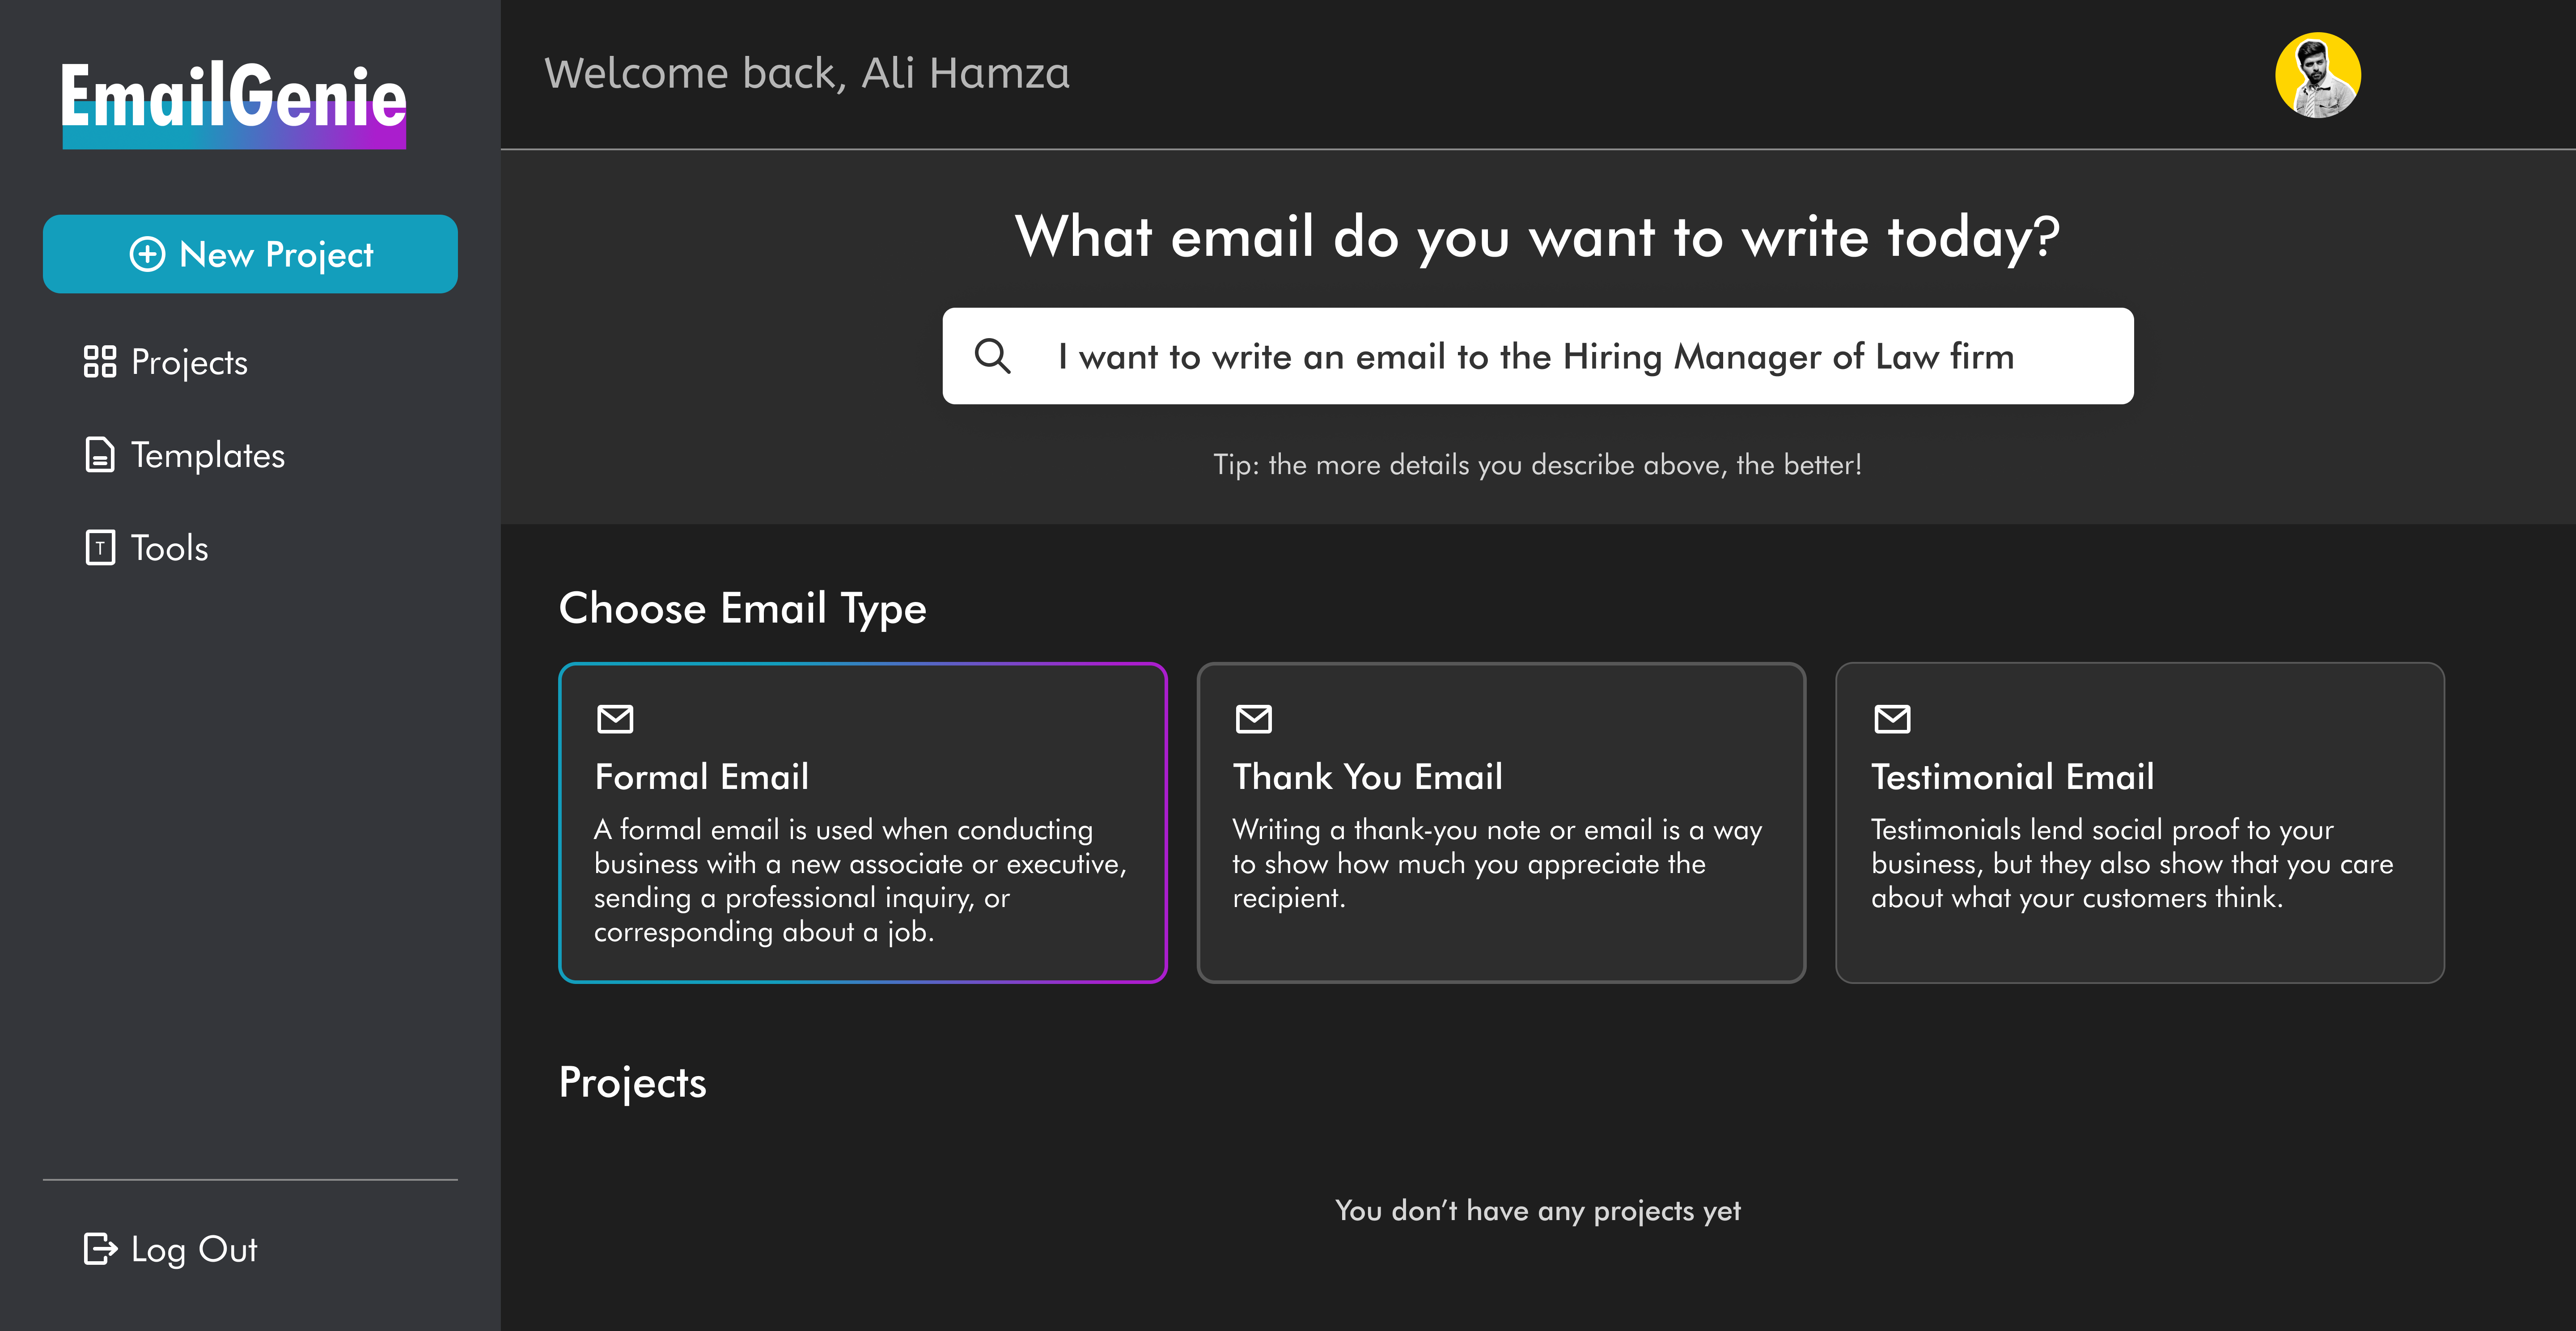 EmailGenie
New Project
Projects
Templates
T
Tools
Log Out
Welcome back, Ali Hamza
What email do you want to write today?
I want to write an email to the Hiring Manager of Law firm
Tip: the more details you describe above, the better!
Choose Email Type
Formal Email
A formal email is used when conducting
business with a new associate or executive,
sending a professional inquiry, or
corresponding about a job.
Thank You Email
Writing a thank-you note or email is a way
to show how much you appreciate the
recipient.
Testimonial Email
Testimonials lend social proof to your
business, but they also show that you care
about what your customers think.
Projects
You don’t have any projects yet